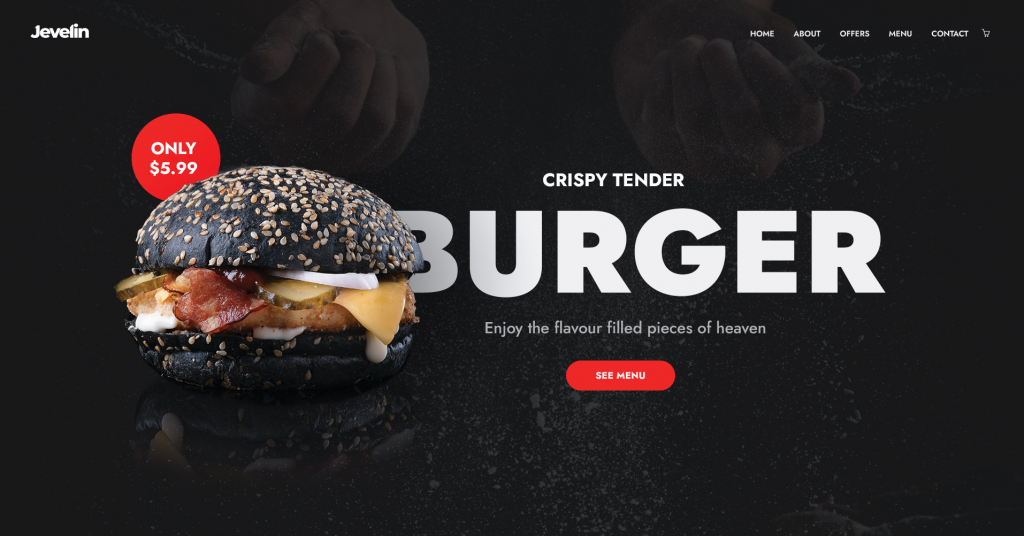 Jevelin
HOME ABOUT OFFERS MENU CONTACT
ONLY
$5.99
CRISPY TENDER
BURGER
Enjoy the flavour filled pieces of heaven
SEE MENU